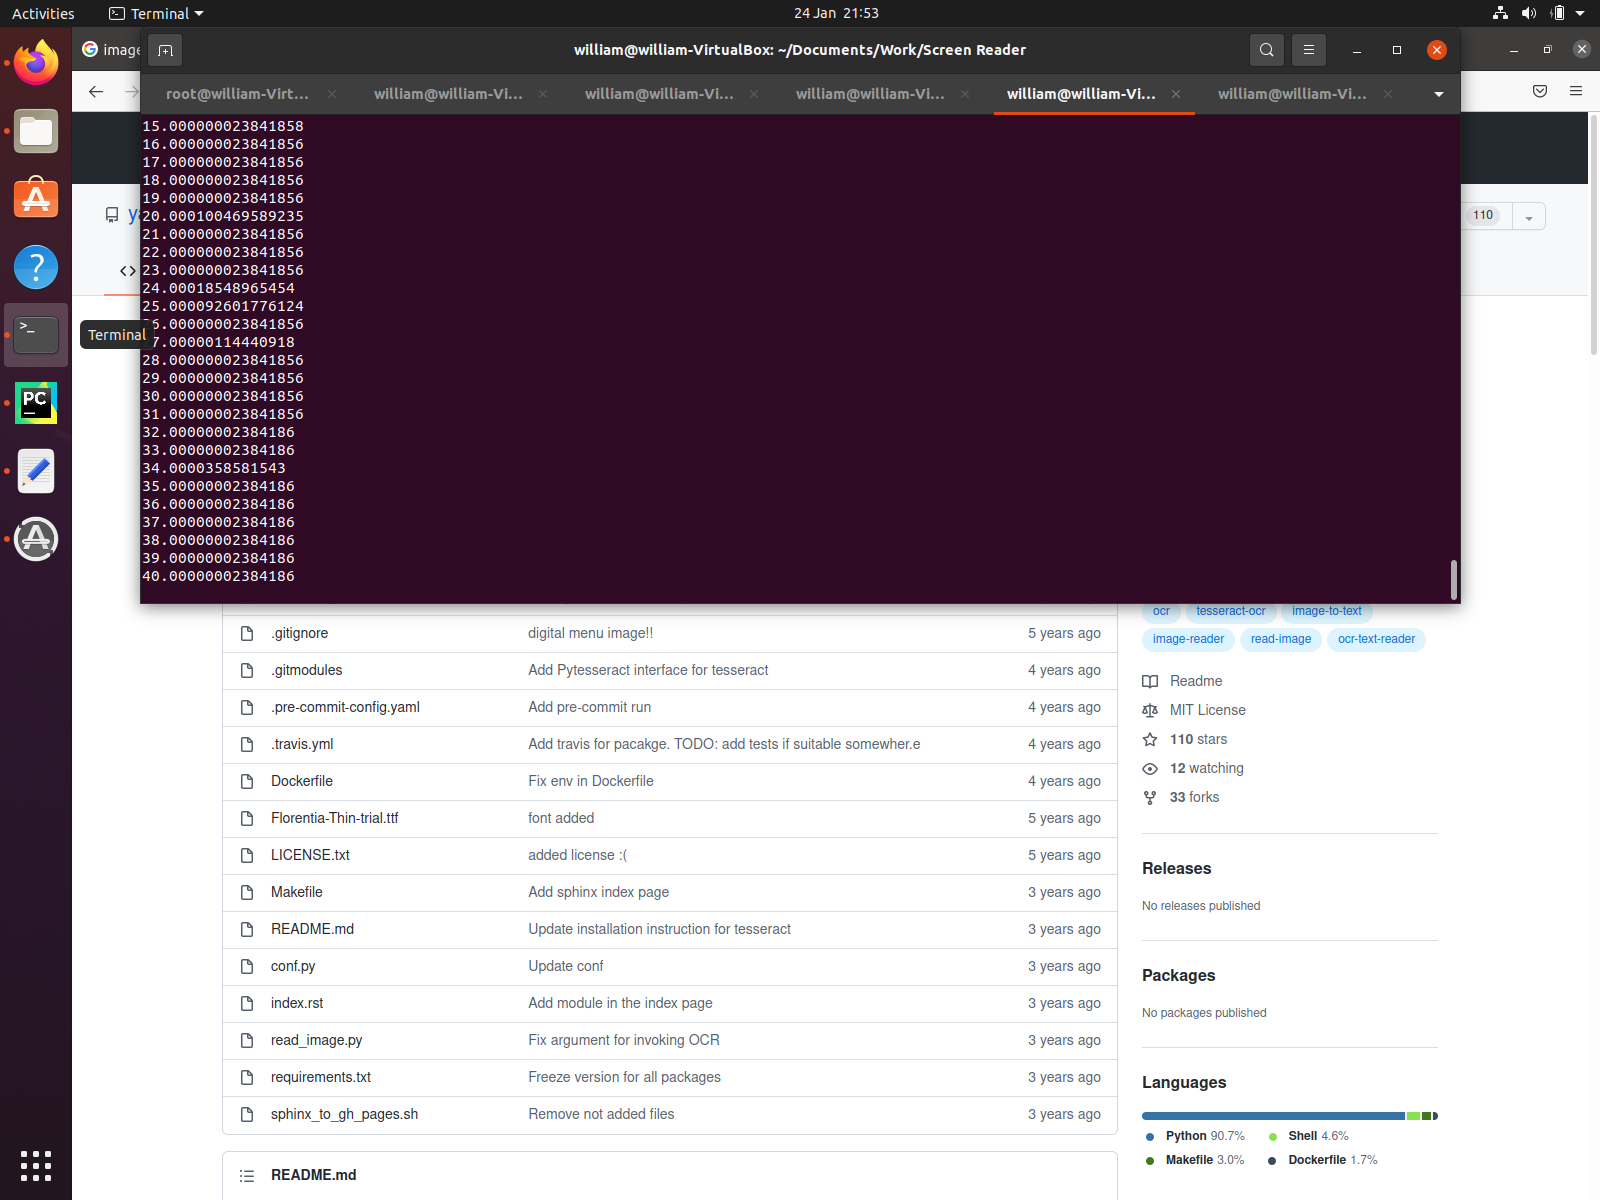 Activities
Terminal
24 Jan 21:53
image
william@william-VirtualBox: ~/Documents/Work/Screen Reader
root@william-Virt...
william@william-Vi...
william@william-Vi...
william@william-Vi...
william@william-Vi...
william@william-Vi...
15.000000023841858
16.000000023841856
17.000000023841856
18.000000023841856
19.000000023841856
20.000100469589235
21.000000023841856
22.000000023841856
23.000000023841856
24.00018548965454
25.000092601776124
26.000000023841856
27.00000114440918
28.000000023841856
29.000000023841856
30.000000023841856
31.000000023841856
32.00000002384186
33.00000002384186
34.0000358581543
35.00000002384186
36.00000002384186
37.00000002384186
38.00000002384186
39.00000002384186
40.00000002384186
Terminal
PC
110
.gitignore digital menu image!! 5 years ago
.gitmodules Add Pytesseract interface for tesseract 4 years ago
.pre-commit-config.yaml Add pre-commit run 4 years ago
.travis.yml Add travis for pacakge. TODO: add tests if suitable somewher.e 4 years ago
Dockerfile Fix env in Dockerfile 4 years ago
Florentia-Thin-trial.ttf font added 5 years ago
LICENSE.txt added license :( 5 years ago
Makefile Add sphinx index page 3 years ago
README.md Update installation instruction for tesseract 3 years ago
conf.py Update conf 3 years ago
index.rst Add module in the index page 3 years ago
read_image.py Fix argument for invoking OCR 3 years ago
requirements.txt Freeze version for all packages 3 years ago
sphinx_to_gh_pages.sh Remove not added files 3 years ago
README.md
ocr tesseract-ocr image-to-text
image-reader read-image ocr-text-reader
Readme
MIT License
110 stars
12 watching
33 forks
Releases
No releases published
Packages
No packages published
Languages
Python 90.7% Shell 4.6%
Makefile 3.0% Dockerfile 1.7%